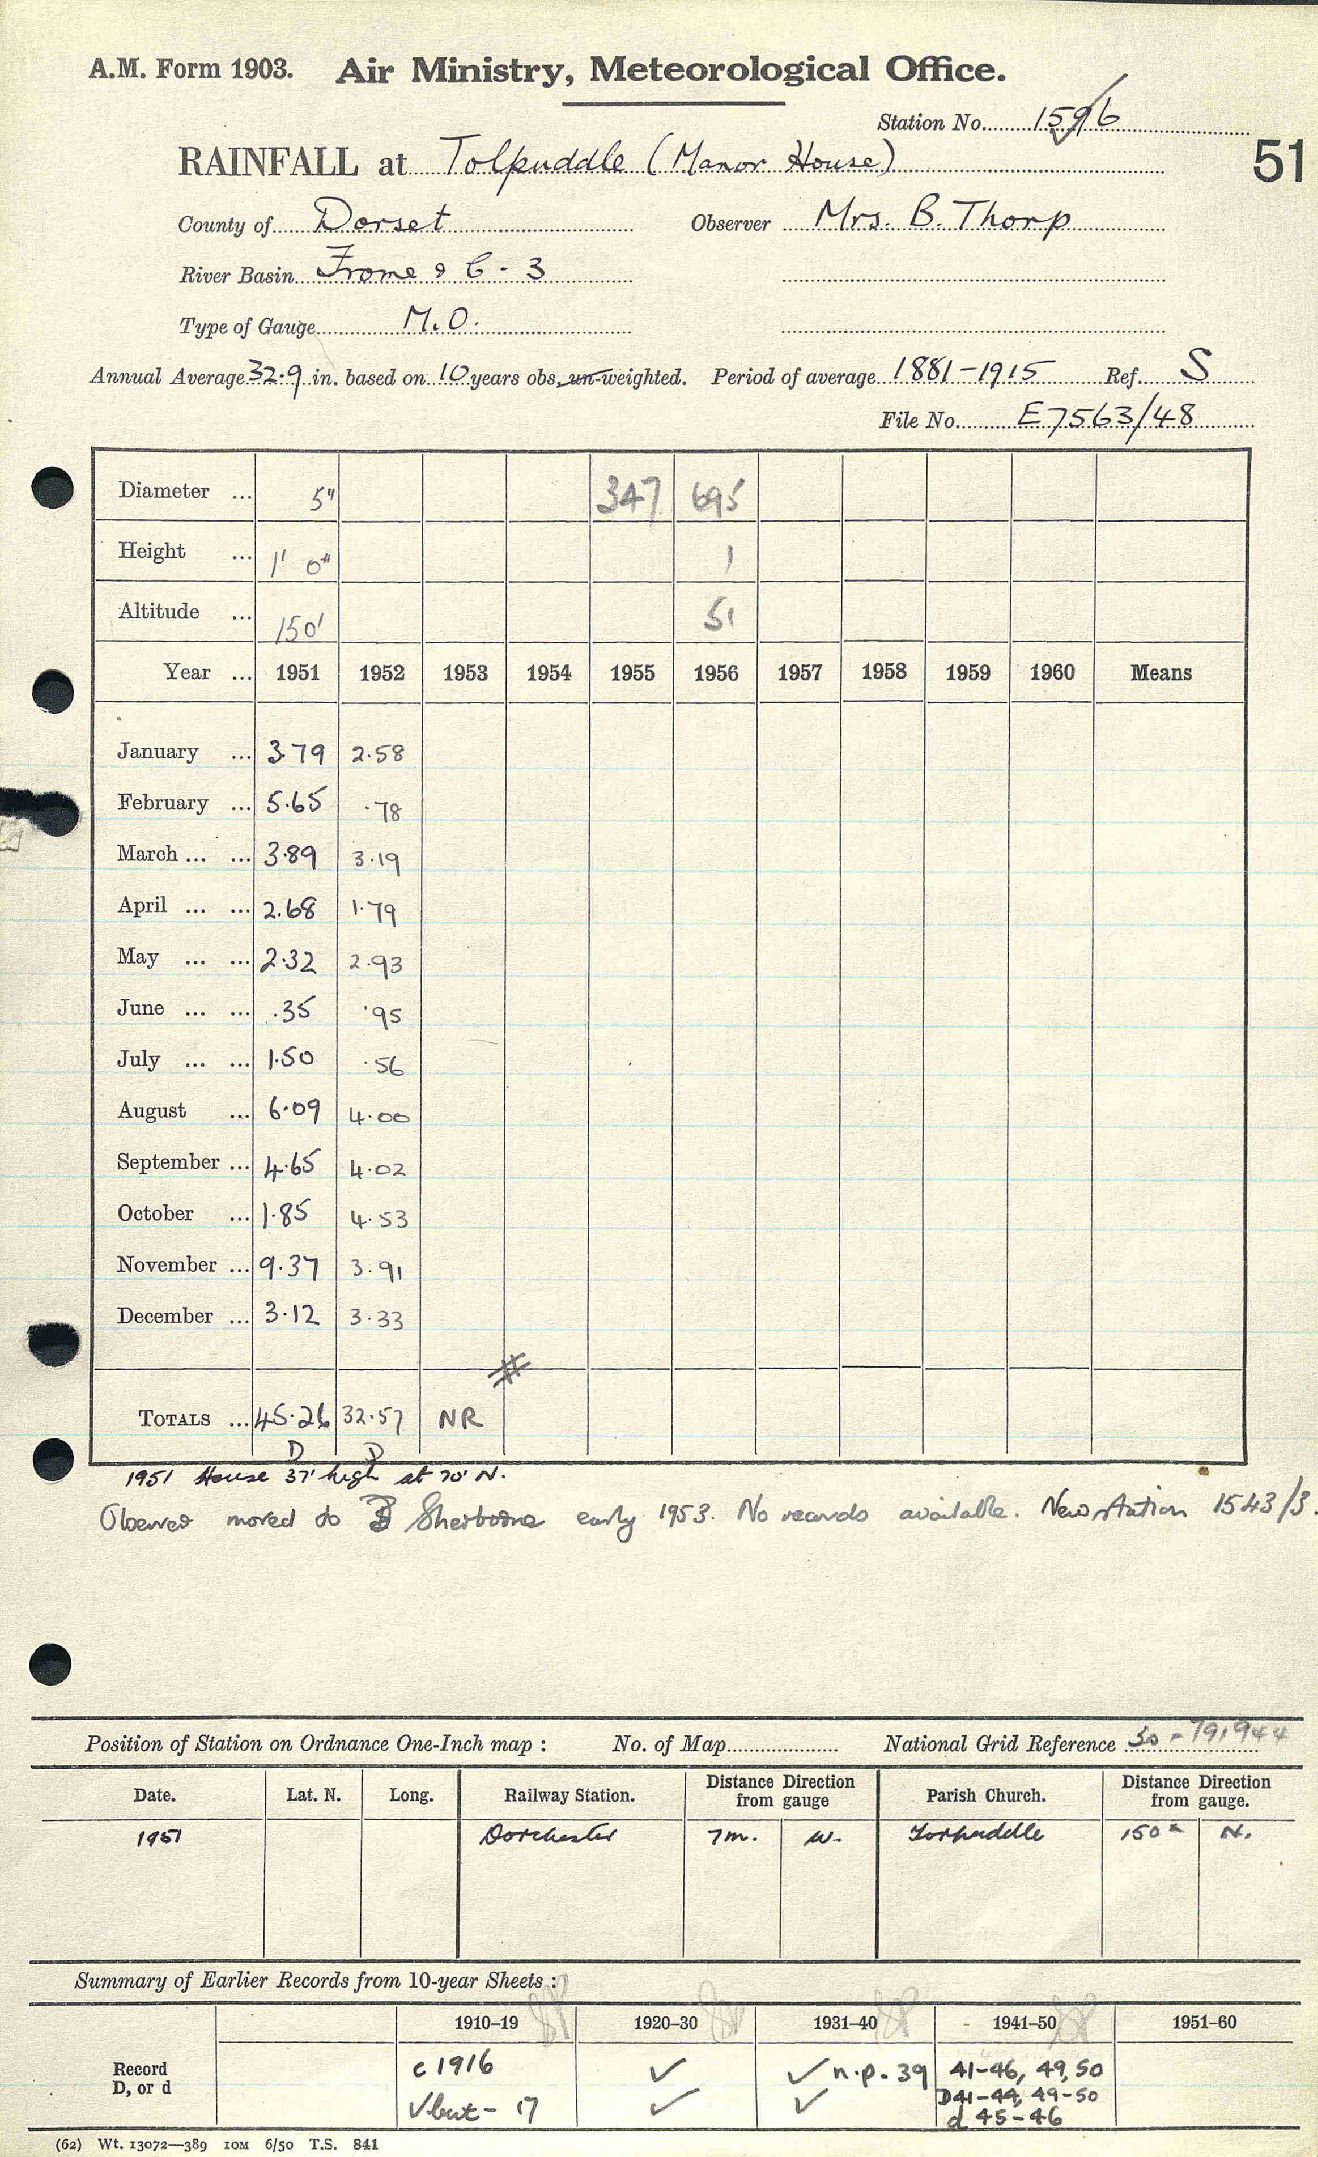 A.M. Form 1903. Air Ministry, Meteorological Office.
Station No. 1596
51
RAINFALL at Tolpuddle (Manor House)
County of Dorset Observer Mrs. B. Thorp
River Basin Frome & C - 3
Type of Gauge M.O.
Annual Average 32.9 in. based on 10 years obs. un-weighted. Period of average 1881-1915 Ref. S
File No. E7563/48
Diameter ... 5" 347 695
Height ... 1' 0" 1
Altitude ... 150' 51
Year ... 1951 1952 1953 1954 1955 1956 1957 1958 1959 1960 Means
January ... 3.79 2.58
February ... 5.65 .78
March ... ... 3.89 3.19
April ... ... 2.68 1.79
May ... ... 2.32 2.93
June ... ... .35 .95
July ... ... 1.50 .56
August ... 6.09 4.00
September ... 4.65 4.02
October ... 1.85 4.53
November ... 9.37 3.91
December ... 3.12 3.33
TOTALS ... 45.26 32.57 NR
D D
1951 House 37' high at 70' N.
Observer moved to Sherborne early 1953. No records available. New station 1543/3.
Position of Station on Ordnance One-Inch map : No. of Map National Grid Reference 30 - 791944
Date. Lat. N. Long. Railway Station. Distance Direction from gauge Parish Church. Distance Direction from gauge.
1951 Dorchester 7m. W. Tolpuddle 150 N.
Summary of Earlier Records from 10-year Sheets :
1910–19 1920–30 1931–40 1941–50 1951–60
Record c 1916 ✓ ✓ n.p. 39 41-46, 49, 50
D, or d ✓ but - 17 ✓ ✓ D 41-44, 49-50
d 45-46
(62) Wt. 13072—389 10M 6/50 T.S. 841